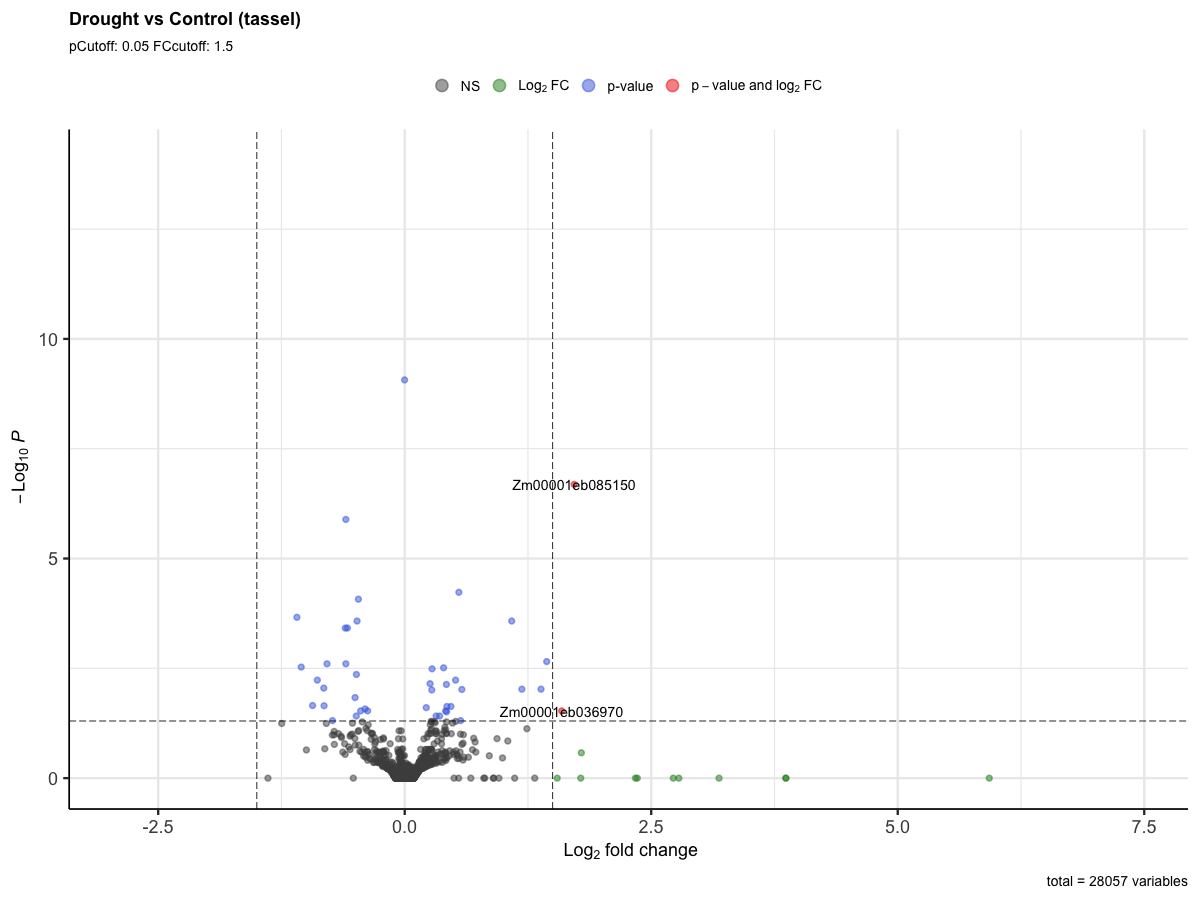 Drought vs Control (tassel)
pCutoff: 0.05 FCcutoff: 1.5
NS Log₂ FC p-value p – value and log₂ FC
10
5
0
– Log₁₀ P
Zm00001eb085150
Zm00001eb036970
-2.5 0.0 2.5 5.0 7.5
Log₂ fold change
total = 28057 variables